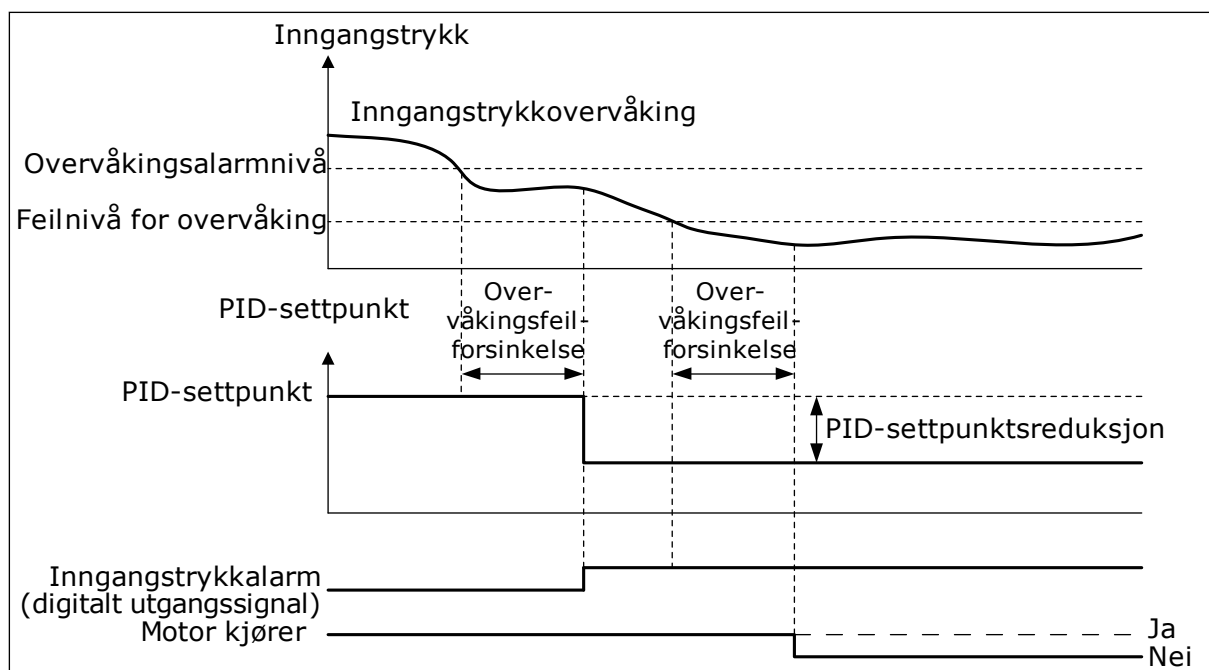 Inngangstrykk
Inngangstrykkovervåking
Overvåkingsalarmnivå
Feilnivå for overvåking
PID-settpunkt
Over-
våkingsfeil-
forsinkelse
Over-
våkingsfeil-
forsinkelse
PID-settpunkt
PID-settpunktsreduksjon
Inngangstrykkalarm
(digitalt utgangssignal)
Motor kjører
Ja
Nei